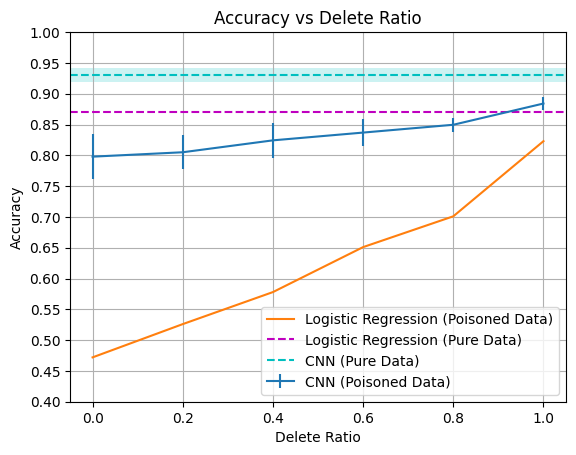 Accuracy vs Delete Ratio
1.00
0.95
0.90
0.85
0.80
0.75
0.70
0.65
0.60
0.55
0.50
0.45
0.40
Accuracy
Logistic Regression (Poisoned Data)
Logistic Regression (Pure Data)
CNN (Pure Data)
CNN (Poisoned Data)
0.0 0.2 0.4 0.6 0.8 1.0
Delete Ratio